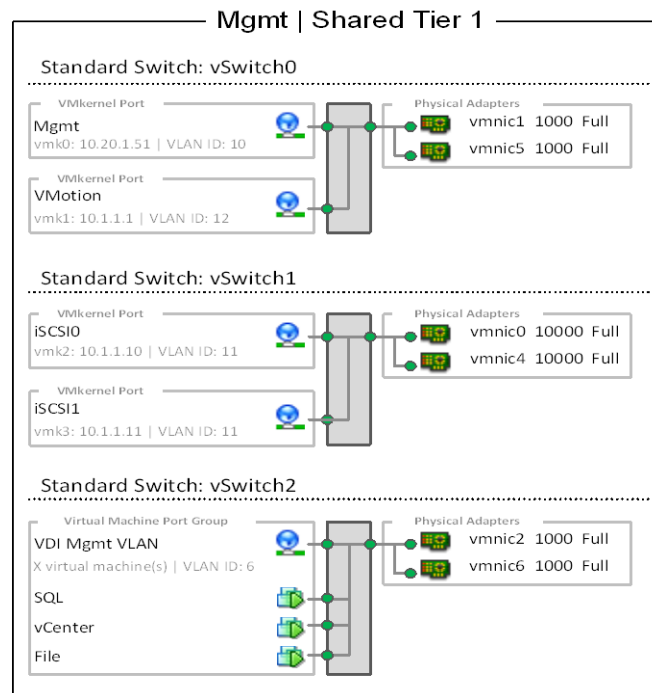 Mgmt | Shared Tier 1
Standard Switch: vSwitch0
VMkernel Port
Physical Adapters
Mgmt
vmk0: 10.20.1.51 | VLAN ID: 10
vmnic1 1000 Full
vmnic5 1000 Full
VMkernel Port
VMotion
vmk1: 10.1.1.1 | VLAN ID: 12
Standard Switch: vSwitch1
VMkernel Port
Physical Adapters
iSCSI0
vmk2: 10.1.1.10 | VLAN ID: 11
vmnic0 10000 Full
vmnic4 10000 Full
VMkernel Port
iSCSI1
vmk3: 10.1.1.11 | VLAN ID: 11
Standard Switch: vSwitch2
Virtual Machine Port Group
Physical Adapters
VDI Mgmt VLAN
X virtual machine(s) | VLAN ID: 6
vmnic2 1000 Full
vmnic6 1000 Full
SQL
vCenter
File